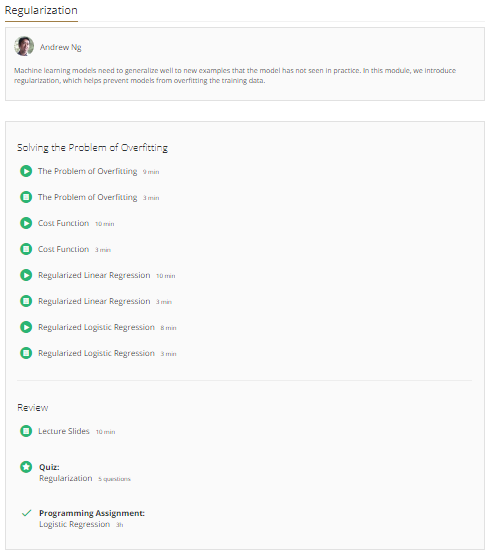 Regularization
Andrew Ng
Machine learning models need to generalize well to new examples that the model has not seen in practice. In this module, we introduce
regularization, which helps prevent models from overfitting the training data.
Solving the Problem of Overfitting
The Problem of Overfitting 9 min
The Problem of Overfitting 3 min
Cost Function 10 min
Cost Function 3 min
Regularized Linear Regression 10 min
Regularized Linear Regression 3 min
Regularized Logistic Regression 8 min
Regularized Logistic Regression 3 min
Review
Lecture Slides 10 min
Quiz:
Regularization 5 questions
Programming Assignment:
Logistic Regression 3h